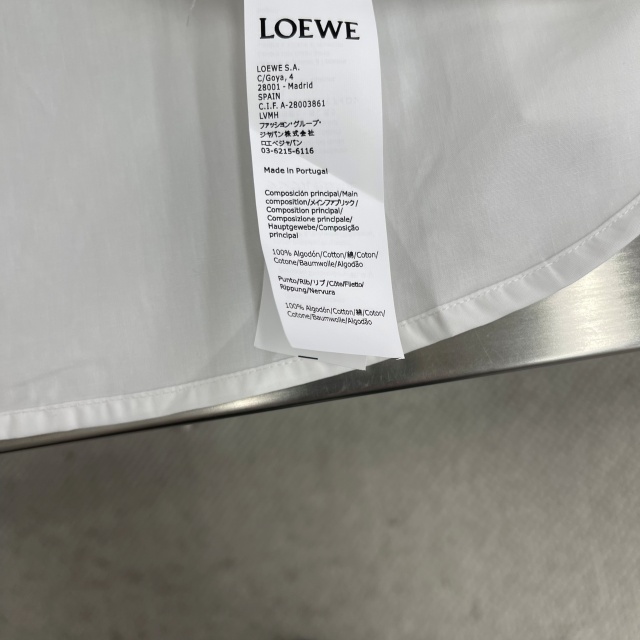 LOEWE
LOEWE S.A.
C/Goya, 4
28001 - Madrid
SPAIN
C.I.F. A-28003861
LVMH
ファッション・グループ・
ジャパン株式会社
ロエベジャパン
03-6215-6116
Made in Portugal
Composición principal/Main
composition/メインファブリック/
Composition principal/
Composizione principale/
Hauptgewebe/Composição
principal
100% Algodón/Cotton/綿/Coton/
Cotone/Baumwolle/Algodão
Punto/Rib/リブ/Côte/Filetto/
Rippung/Nervura
100% Algodón/Cotton/綿/Coton/
Cotone/Baumwolle/Algodão